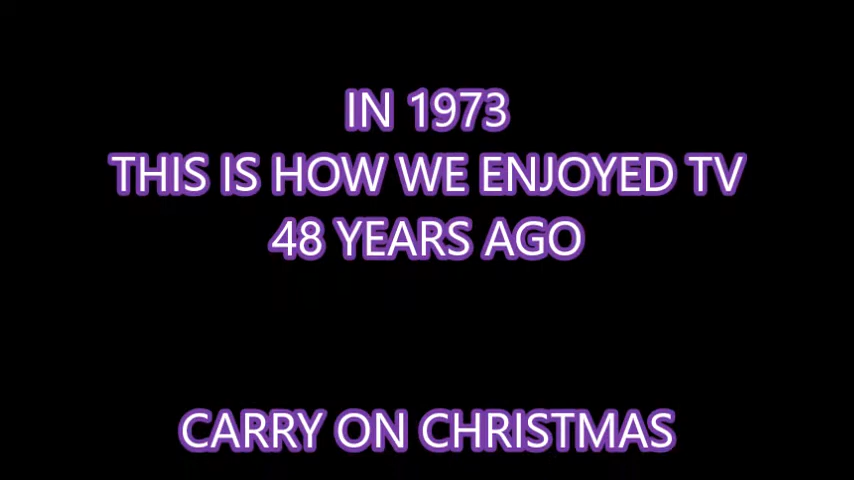 IN 1973
THIS IS HOW WE ENJOYED TV
48 YEARS AGO
CARRY ON CHRISTMAS